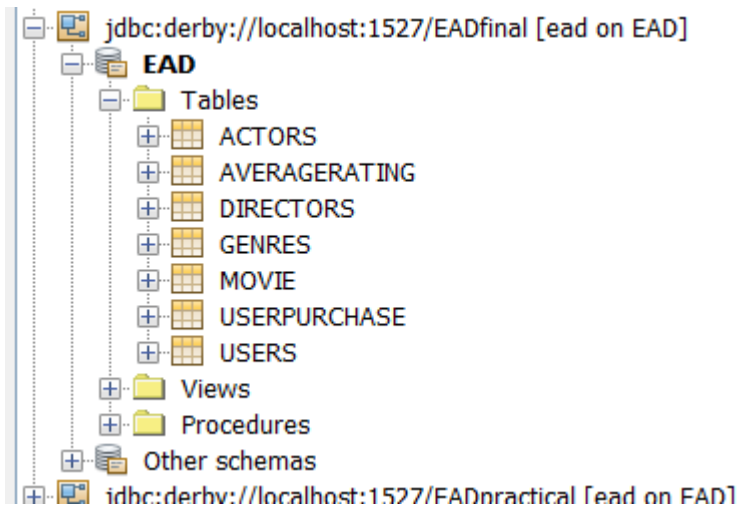 jdbc:derby://localhost:1527/EADfinal [ead on EAD]
EAD
Tables
ACTORS
AVERAGERATING
DIRECTORS
GENRES
MOVIE
USERPURCHASE
USERS
Views
Procedures
Other schemas
jdbc:derby://localhost:1527/EADpractical [ead on EAD]